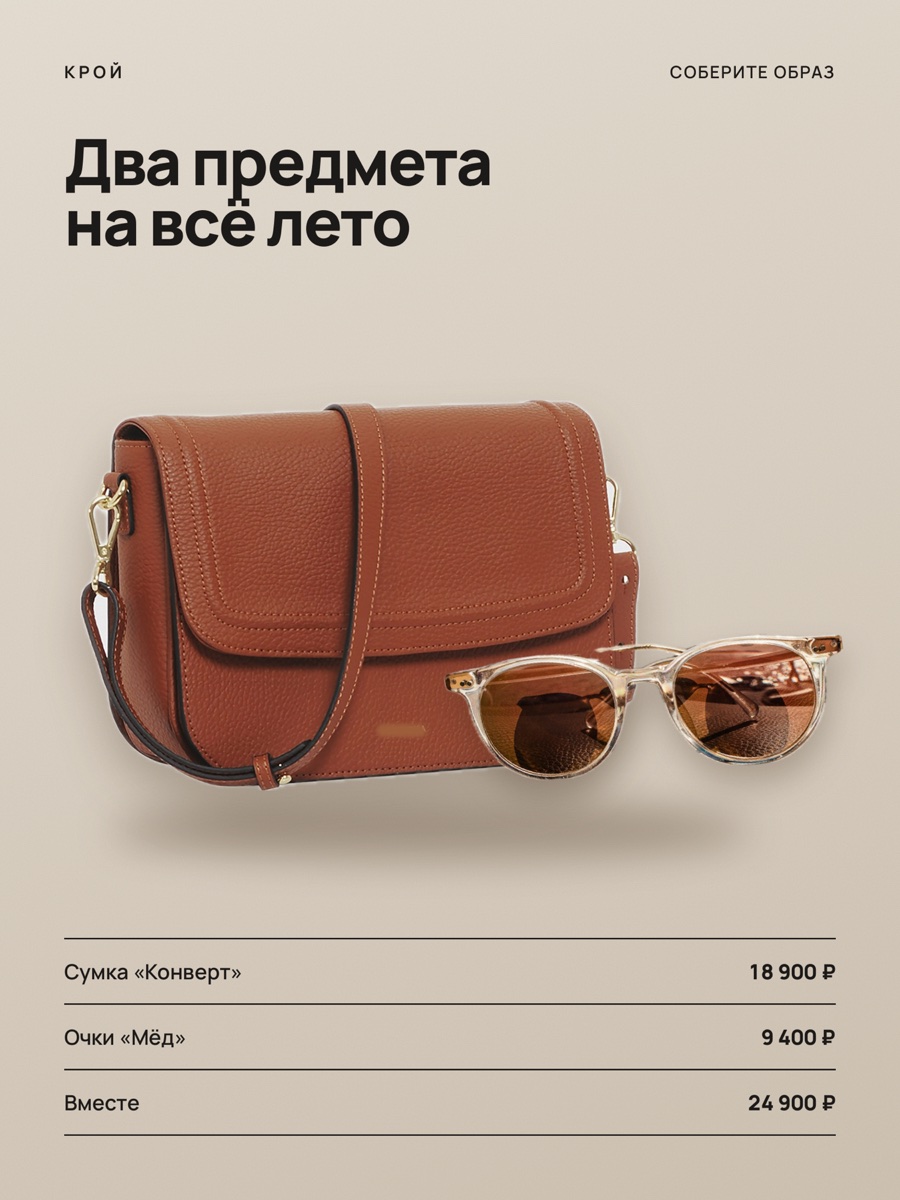 КРОЙ
СОБЕРИТЕ ОБРАЗ
Два предмета
на всё лето
Сумка «Конверт» 18 900 ₽
Очки «Мёд» 9 400 ₽
Вместе 24 900 ₽